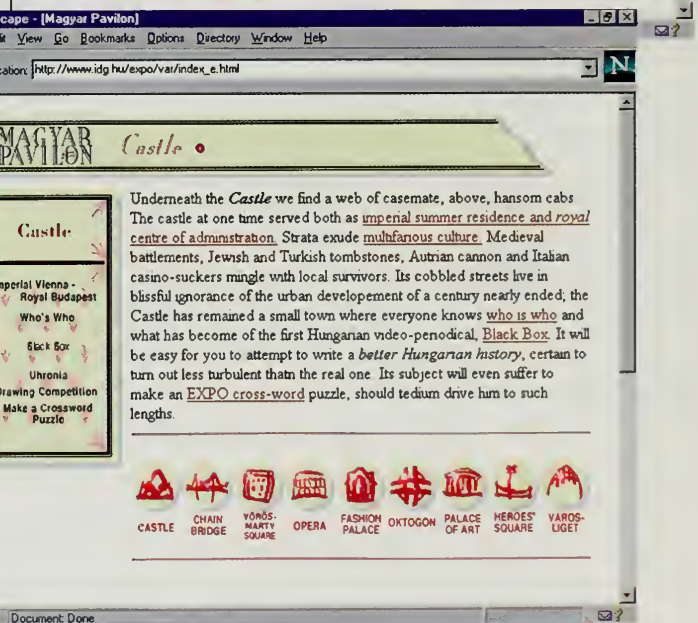 cape - [Magyar Pavilon]
View Go Bookmarks Options Directory Window Help
cation: http://www.idg.hu/expo/var/index_e.html
N
MAGYAR
PAVILON
Castle
Castle
mperial Vienna -
Royal Budapest
Who's Who
Black Box
Uhronia
Drawing Competition
Make a Crossword
Puzzle
Underneath the Castle we find a web of casemate, above, hansom cabs
The castle at one time served both as imperial summer residence and royal
centre of administration. Strata exude multifarious culture. Medieval
battlements, Jewish and Turkish tombstones, Autrian cannon and Italian
casino-suckers mingle with local survivors. Its cobbled streets live in
blissful ignorance of the urban developement of a century nearly ended; the
Castle has remained a small town where everyone knows who is who and
what has become of the first Hungarian video-periodical, Black Box. It will
be easy for you to attempt to write a better Hungarian history, certain to
turn out less turbulent thatn the real one. Its subject will even suffer to
make an EXPO cross-word puzzle, should tedium drive him to such
lengths.
CASTLE
CHAIN
BRIDGE
VÖRÖS-
MARTY
SQUARE
OPERA
FASHION
PALACE
OKTOGON
PALACE
OF ART
HEROES'
SQUARE
VAROS-
LIGET
Document: Done